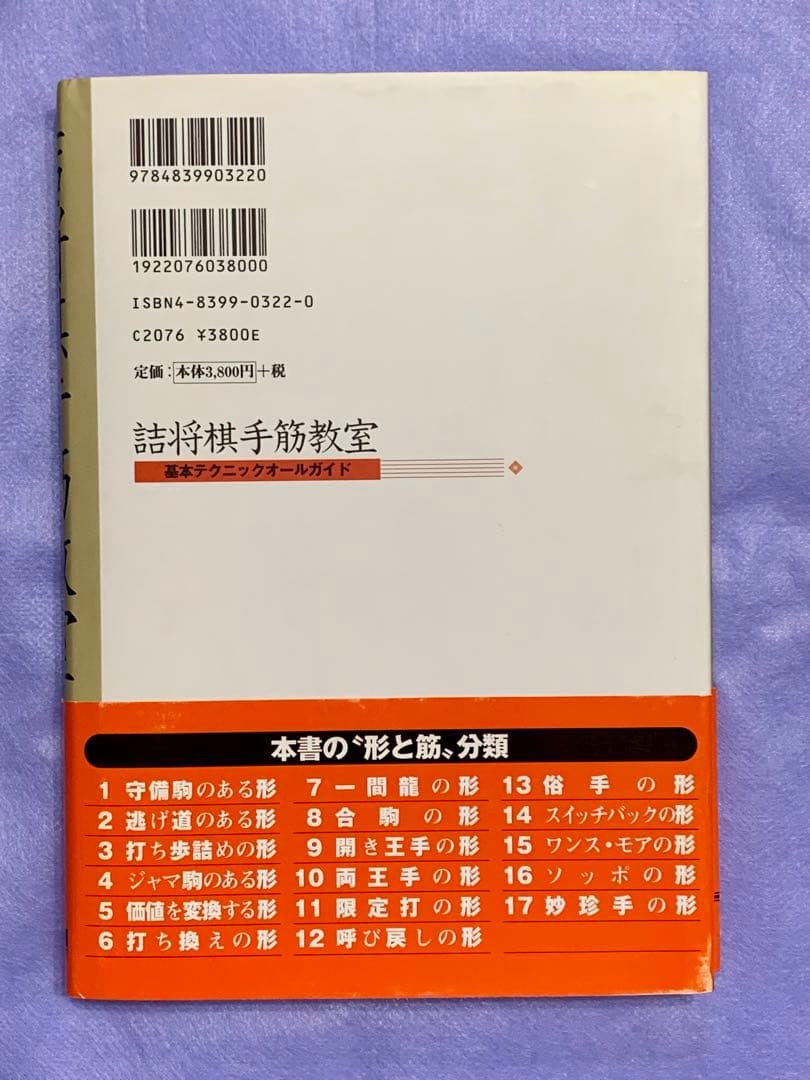 9784839903220
1922076038000
ISBN4-8399-0322-0
C2076 ¥3800E
定価：本体3,800円+税
詰将棋手筋教室
基本テクニックオールガイド
本書の〝形と筋〟分類
1 守備駒のある形
2 逃げ道のある形
3 打ち歩詰めの形
4 ジャマ駒のある形
5 価値を変換する形
6 打ち換えの形
7 一間龍の形
8 合駒の形
9 開き王手の形
10 両王手の形
11 限定打の形
12 呼び戻しの形
13 俗手の形
14 スイッチバックの形
15 ワンス・モアの形
16 ソッポの形
17 妙珍手の形